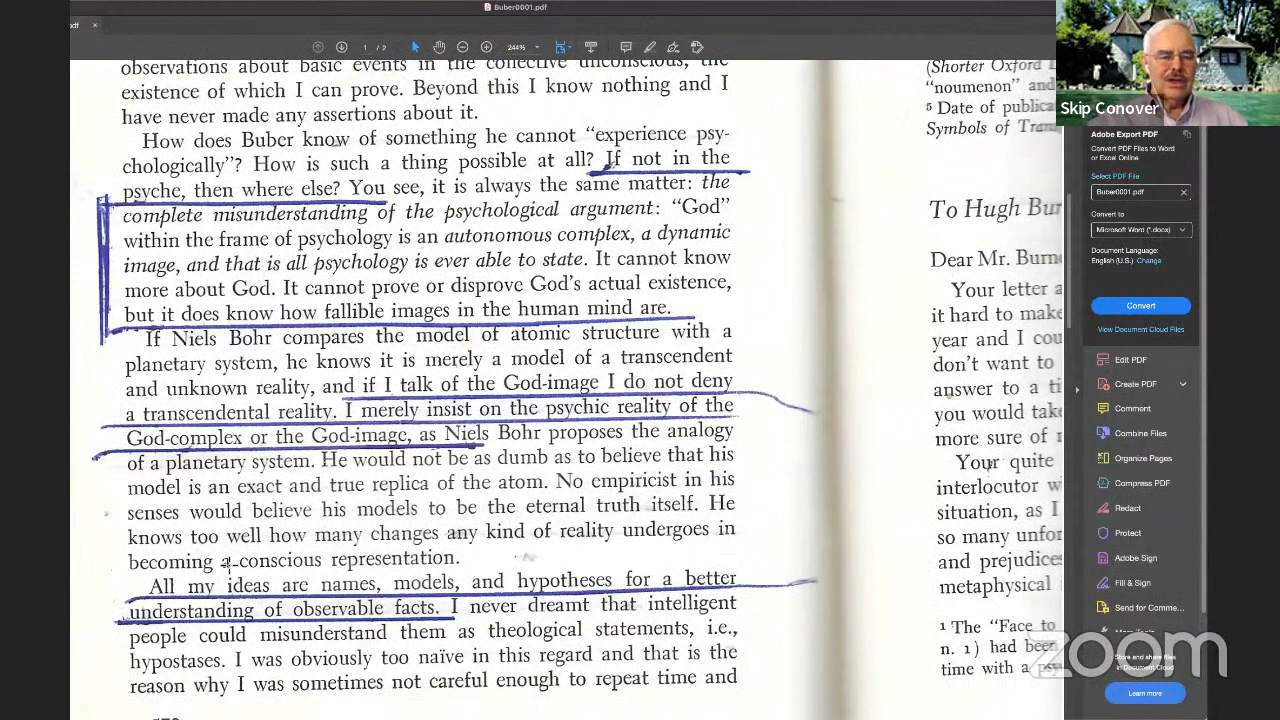 Buber0001.pdf
pdf
1 / 2
244%
observations about basic events in the collective unconscious, the
existence of which I can prove. Beyond this I know nothing and I
have never made any assertions about it.
How does Buber know of something he cannot “experience psy-
chologically”? How is such a thing possible at all? If not in the
psyche, then where else? You see, it is always the same matter: the
complete misunderstanding of the psychological argument: “God”
within the frame of psychology is an autonomous complex, a dynamic
image, and that is all psychology is ever able to state. It cannot know
more about God. It cannot prove or disprove God’s actual existence,
but it does know how fallible images in the human mind are.
If Niels Bohr compares the model of atomic structure with a
planetary system, he knows it is merely a model of a transcendent
and unknown reality, and if I talk of the God-image I do not deny
a transcendental reality. I merely insist on the psychic reality of the
God-complex or the God-image, as Niels Bohr proposes the analogy
of a planetary system. He would not be as dumb as to believe that his
model is an exact and true replica of the atom. No empiricist in his
senses would believe his models to be the eternal truth itself. He
knows too well how many changes any kind of reality undergoes in
becoming a conscious representation.
All my ideas are names, models, and hypotheses for a better
understanding of observable facts. I never dreamt that intelligent
people could misunderstand them as theological statements, i.e.,
hypostases. I was obviously too naïve in this regard and that is the
reason why I was sometimes not careful enough to repeat time and
(Shorter Oxford
“noumenon” and
5 Date of publica
Symbols of Tran
To Hugh Bur
Dear Mr. Burne
Your letter a
it hard to make
year and I cou
don’t want to
answer to a ti
you would take
more sure of
Your quite
interlocutor w
situation, as I
so many unfor
and prejudices
metaphysical
1 The “Face to
n. 1) had been
time with a
Skip Conover
Adobe Export PDF
Convert PDF Files to Word
or Excel Online
Select PDF File
Buber0001.pdf
Convert to
Microsoft Word (*.docx)
Document Language:
English (U.S.) Change
Convert
View Document Cloud Files
Edit PDF
Create PDF
Comment
Combine Files
Organize Pages
Compress PDF
Redact
Protect
Adobe Sign
Fill & Sign
Send for Comme...
Store and share files
in Document Cloud
Learn more
zoom